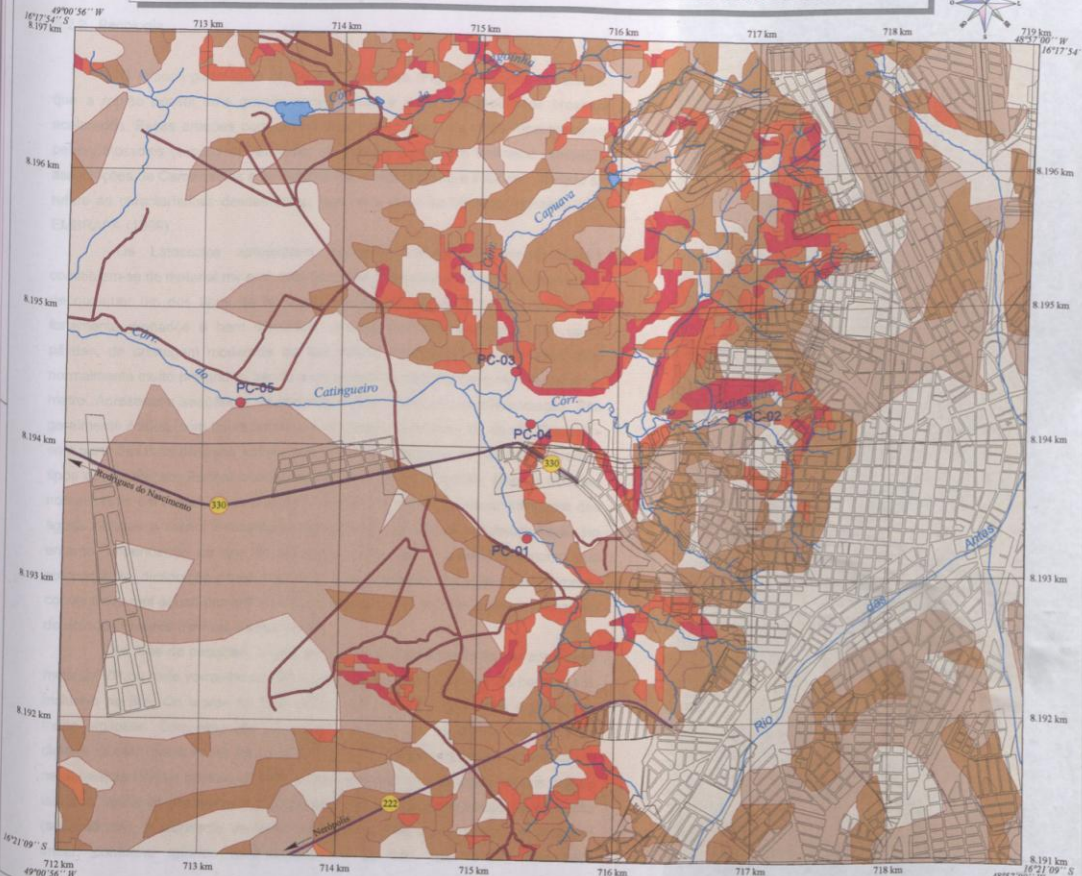 49°00'56'' W
16°17'54'' S
8.197 km
713 km
714 km
715 km
716 km
717 km
718 km
719 km
16°17'54''
Cór.
8.196 km
8.196 km
Capuava
Cór.
8.195 km
8.195 km
Córr.
do
PC-03
PC-05
Catingueiro
Córr.
do
PC-02
PC-04
8.194 km
8.194 km
330
Rodrigues do Nascimento
330
PC-01
Antas
8.193 km
8.193 km
das
8.192 km
8.192 km
Rio
222
Nerópolis
16°21'09'' S
8.191 km
712 km
713 km
714 km
715 km
716 km
717 km
718 km
16°21'09'' S
49°00'56'' W